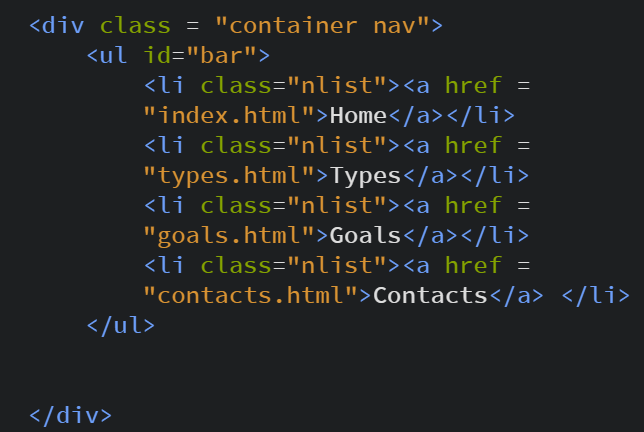 <div class = "container nav">
<ul id="bar">
<li class="nlist"><a href =
"index.html">Home</a></li>
<li class="nlist"><a href =
"types.html">Types</a></li>
<li class="nlist"><a href =
"goals.html">Goals</a></li>
<li class="nlist"><a href =
"contacts.html">Contacts</a> </li>
</ul>
</div>